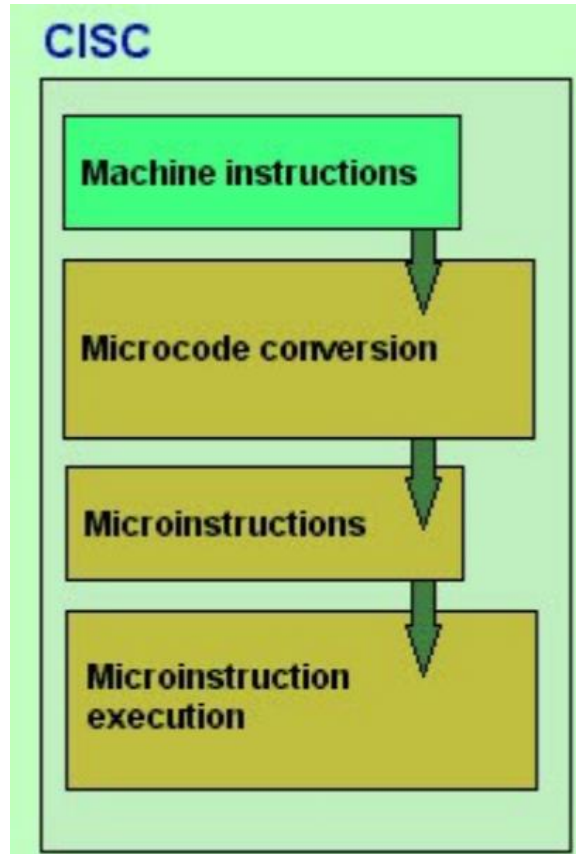 CISC
Machine instructions
Microcode conversion
Microinstructions
Microinstruction
execution